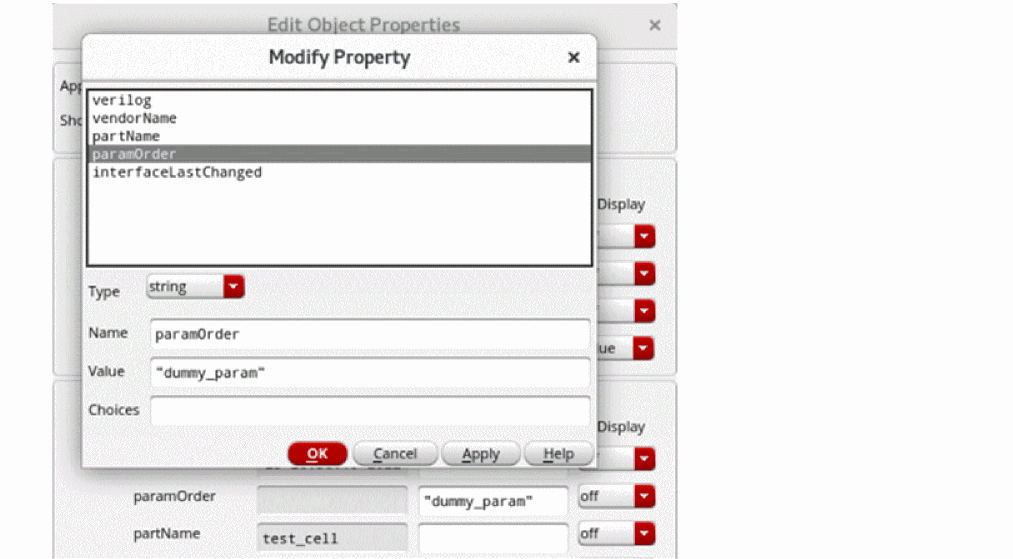 Edit Object Properties
Modify Property
App
Sho
verilog
vendorName
partName
paramOrder
interfaceLastChanged
Display
Type string
Name paramOrder
ue
Value "dummy_param"
Choices
Display
OK Cancel Apply Help
paramOrder "dummy_param" off
partName test_cell off